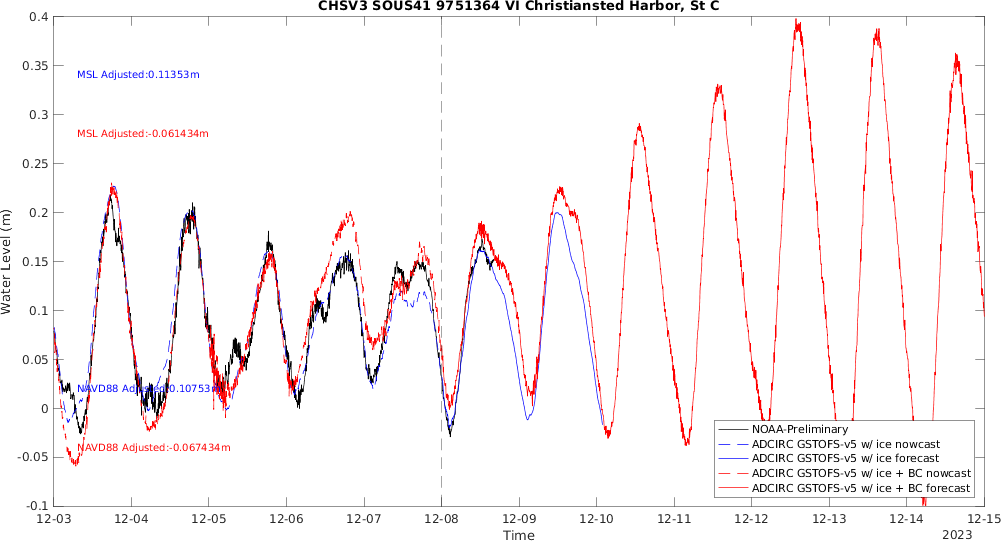 CHSV3 SOUS41 9751364 VI Christiansted Harbor, St C
0.4
0.35
0.3
0.25
0.2
0.15
0.1
0.05
0
-0.05
-0.1
Water Level (m)
MSL Adjusted:0.11353m
MSL Adjusted:-0.061434m
NAVD88 Adjusted:0.10753m
NAVD88 Adjusted:-0.067434m
NOAA-Preliminary
ADCIRC GSTOFS-v5 w/ ice nowcast
ADCIRC GSTOFS-v5 w/ ice forecast
ADCIRC GSTOFS-v5 w/ ice + BC nowcast
ADCIRC GSTOFS-v5 w/ ice + BC forecast
12-03 12-04 12-05 12-06 12-07 12-08 12-09 12-10 12-11 12-12 12-13 12-14 12-15
Time
2023